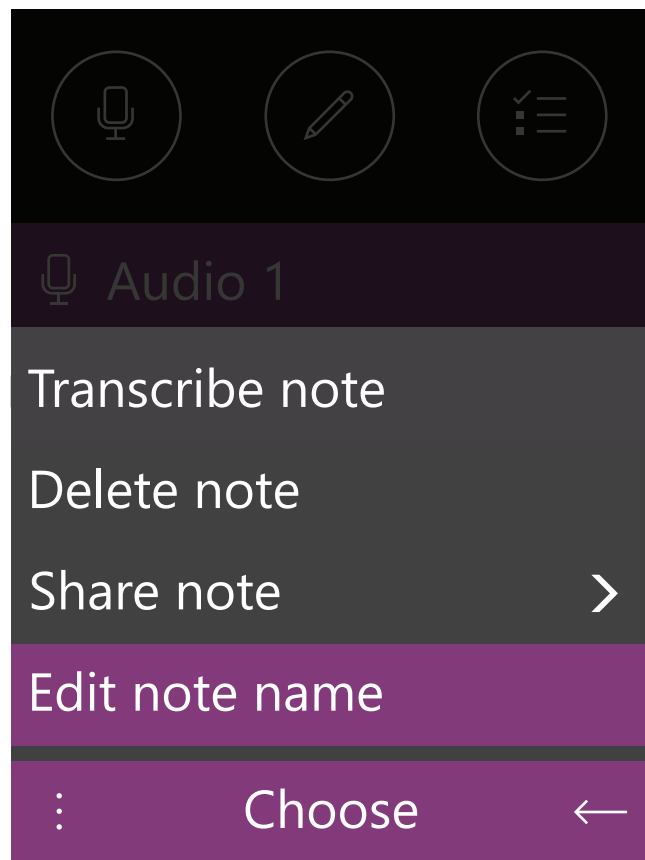 Audio 1
Transcribe note
Delete note
Share note
Edit note name
Choose